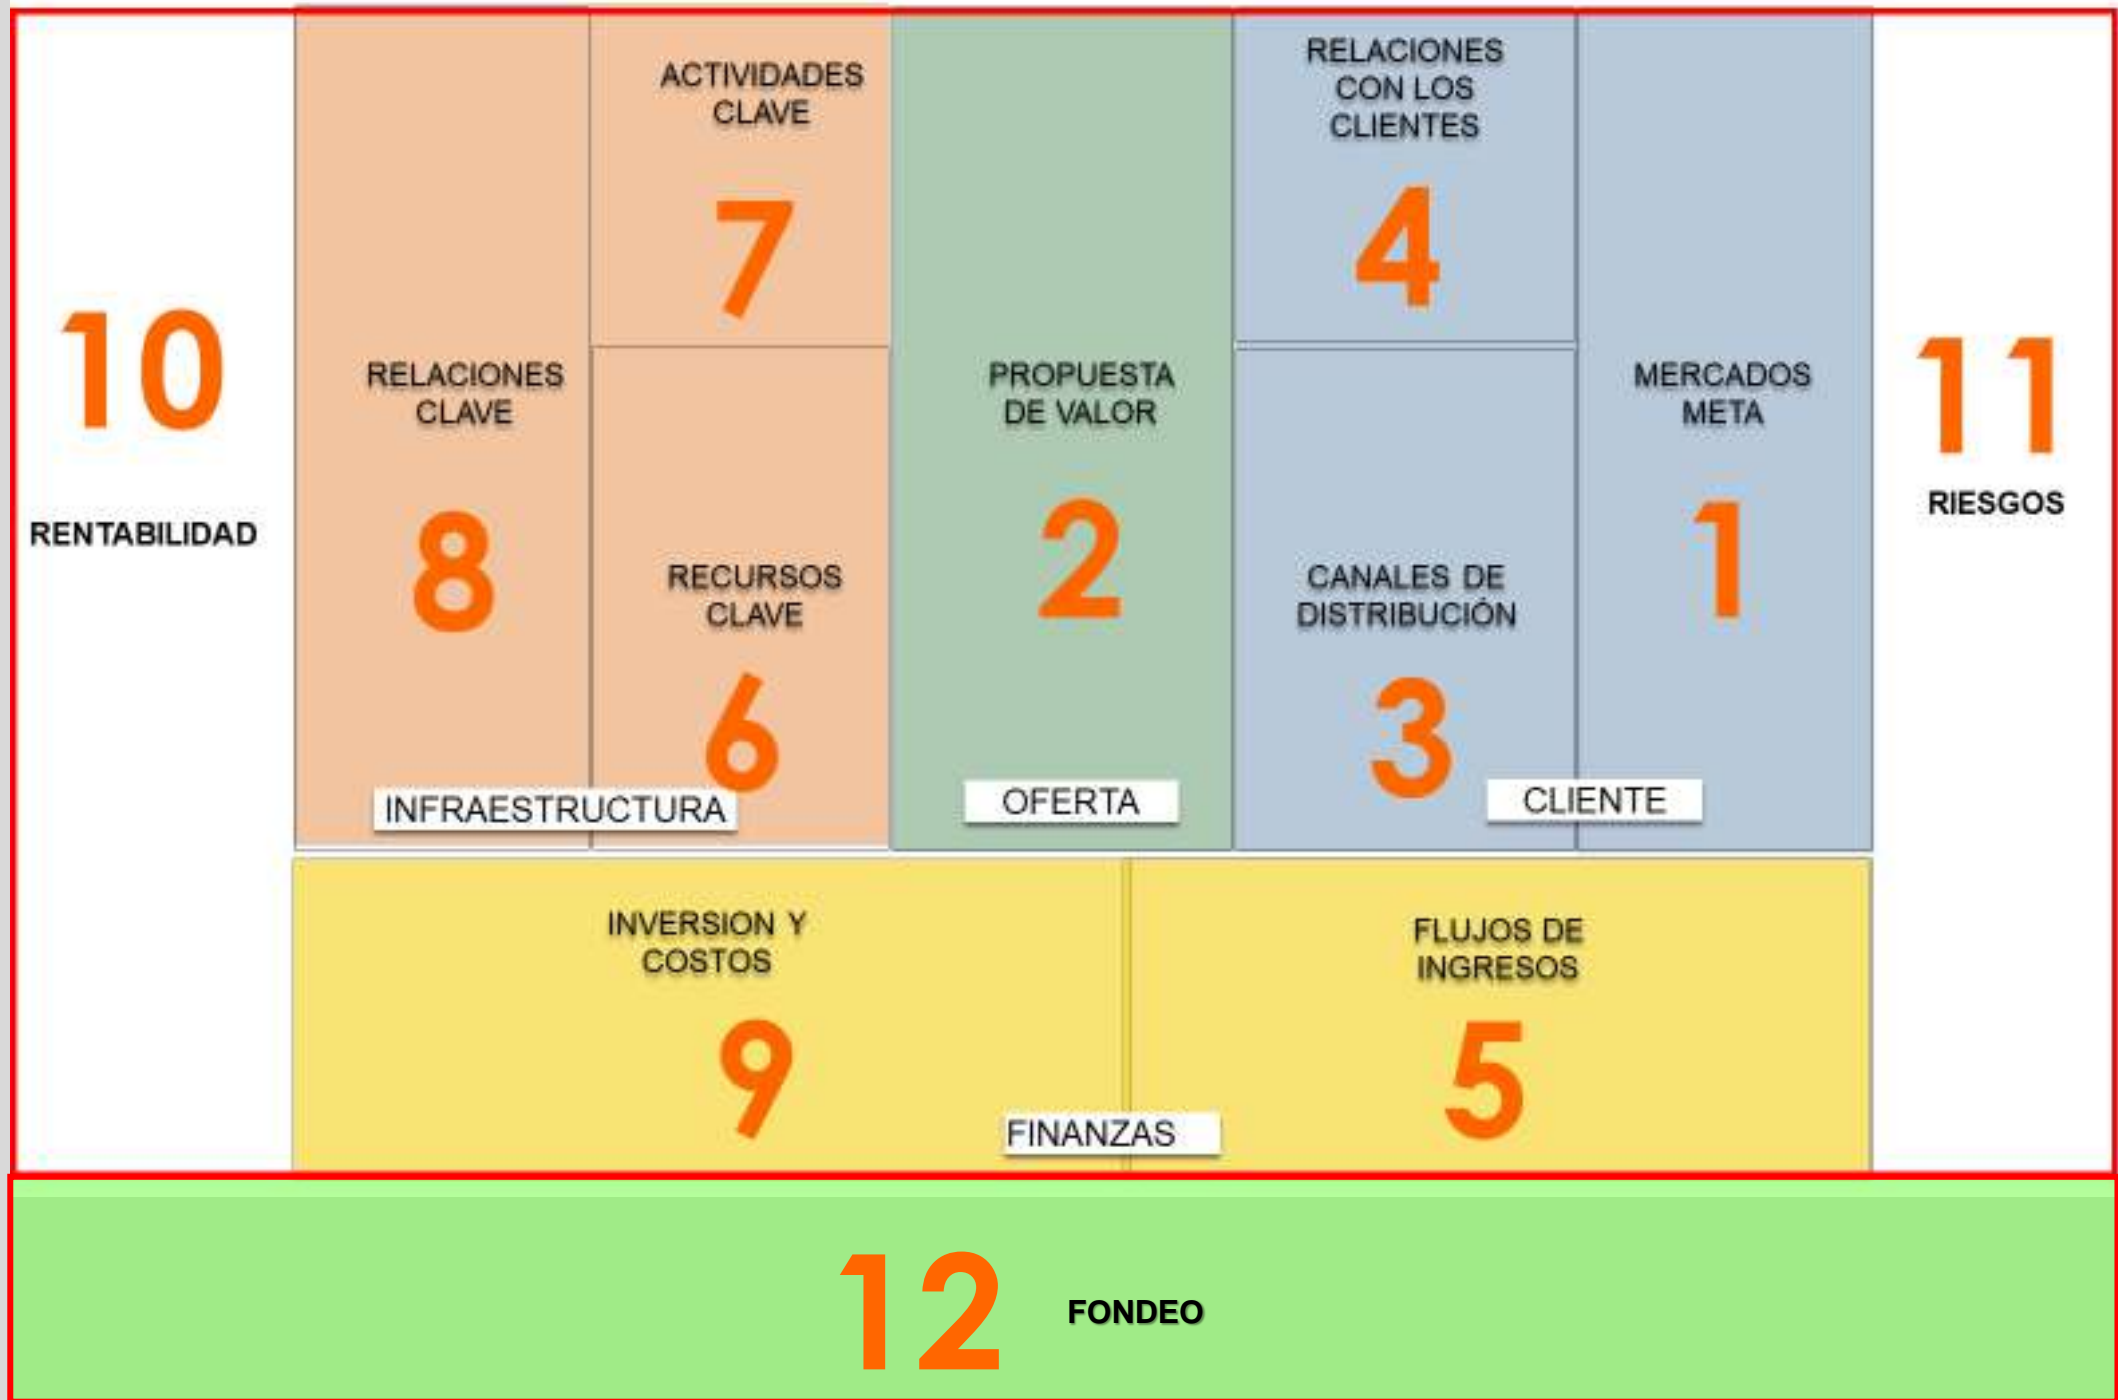 10
RENTABILIDAD
RELACIONES
CLAVE
8
ACTIVIDADES
CLAVE
7
RECURSOS
CLAVE
6
INFRAESTRUCTURA
PROPUESTA
DE VALOR
2
OFERTA
RELACIONES
CON LOS
CLIENTES
4
CANALES DE
DISTRIBUCIÓN
3
MERCADOS
META
1
CLIENTE
11
RIESGOS
INVERSION Y
COSTOS
9
FLUJOS DE
INGRESOS
5
FINANZAS
12 FONDEO